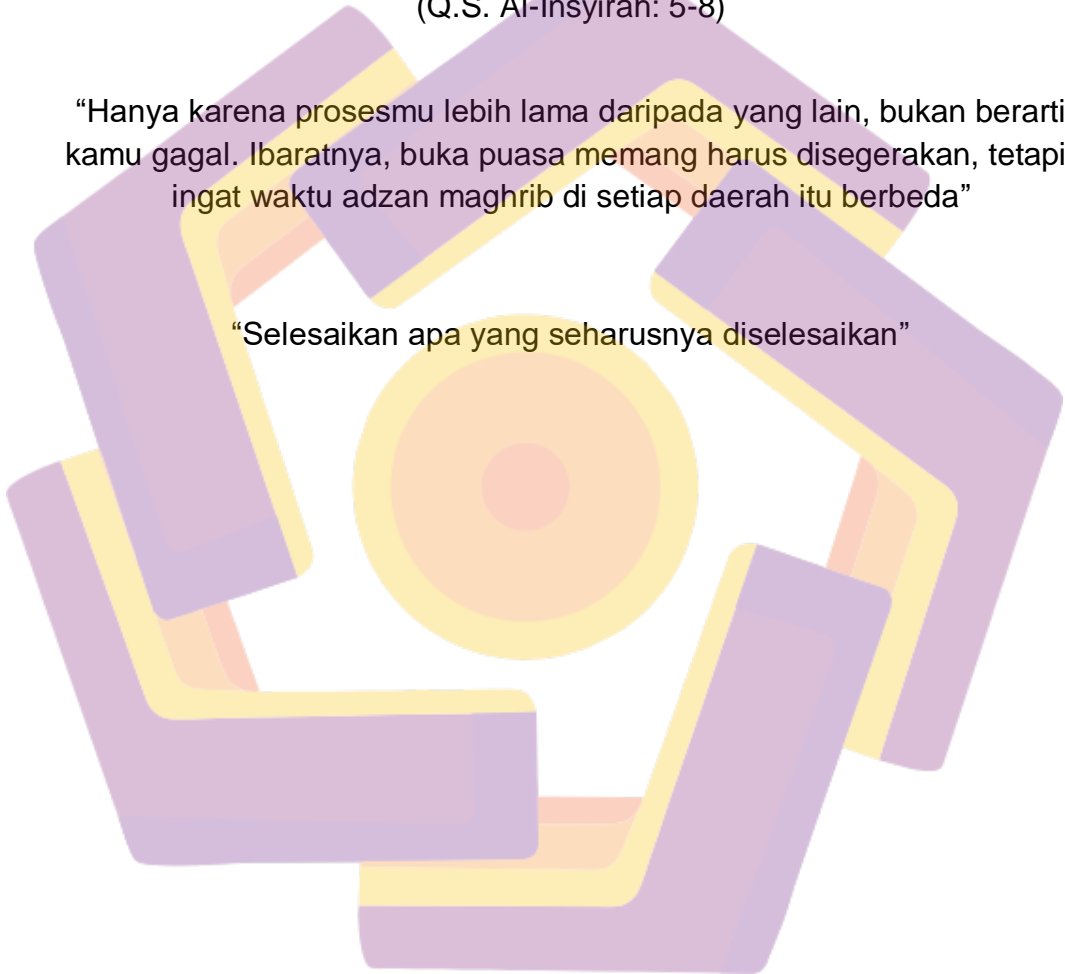 (Q.S. Al-Insyirah: 5-8)
“Hanya karena prosesmu lebih lama daripada yang lain, bukan berarti
kamu gagal. Ibaratnya, buka puasa memang harus disegerakan, tetapi
ingat waktu adzan maghrib di setiap daerah itu berbeda”
“Selesaikan apa yang seharusnya diselesaikan”